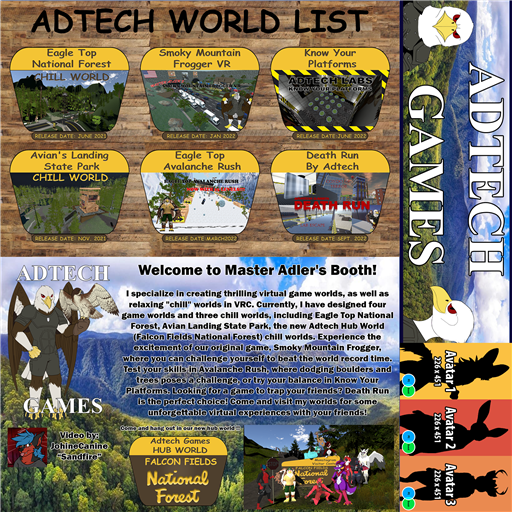 ADTECH WORLD LIST
Eagle Top
National Forest
CHILL WORLD
RELEASE DATE: JUNE 2021
Smoky Mountain
Frogger VR
RELEASE DATE: JAN 2022
Know Your
Platforms
ADTECH LABS
KNOW YOUR PLATFORMS
RELEASE DATE: JUNE 2022
Avian's Landing
State Park
CHILL WORLD
RELEASE DATE: NOV. 2021
Eagle Top
Avalanche Rush
RELEASE DATE:MARCH2022
Death Run
By Adtech
DEATH RUN
RELEASE DATE: SEPT. 2022
ADTECH
GAMES
ADTECH
GAMES
Welcome to Master Adler's Booth!
I specialize in creating thrilling virtual game worlds, as well as
relaxing "chill" worlds in VRC. Currently, I have designed four
game worlds and three chill worlds, including Eagle Top National
Forest, Avian Landing State Park, the new Adtech Hub World
(Falcon Fields National Forest) chill worlds. Experience the
excitement of our original game, Smoky Mountain Frogger,
where you can challenge yourself to beat the world record time.
Test your skills in Avalanche Rush, where dodging boulders and
trees poses a challenge, or try your balance in Know Your
Platforms. Looking for a game to trap your friends? Death Run
is the perfect choice! Come and visit my worlds for some
unforgettable virtual experiences with your friends!
Video by:
JohineCanine
"Sandfire"
Come and hang out in our new hub world!!!
Adtech Games
HUB WORLD
FALCON FIELDS
National
Forest
Avatar 1
226 x 451
Avatar 2
226 x 451
Avatar 3
226 x 451